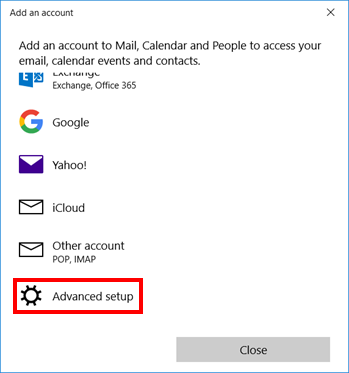 Add an account
Add an account to Mail, Calendar and People to access your
email, calendar events and contacts.
Exchange
Exchange, Office 365
Google
Yahoo!
iCloud
Other account
POP, IMAP
Advanced setup
Close